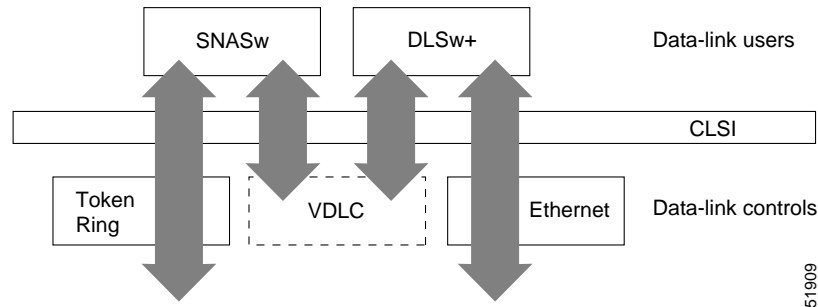 SNASw
DLSw+
Data-link users
CLSI
Token
Ring
VDLC
Ethernet
Data-link controls
51909